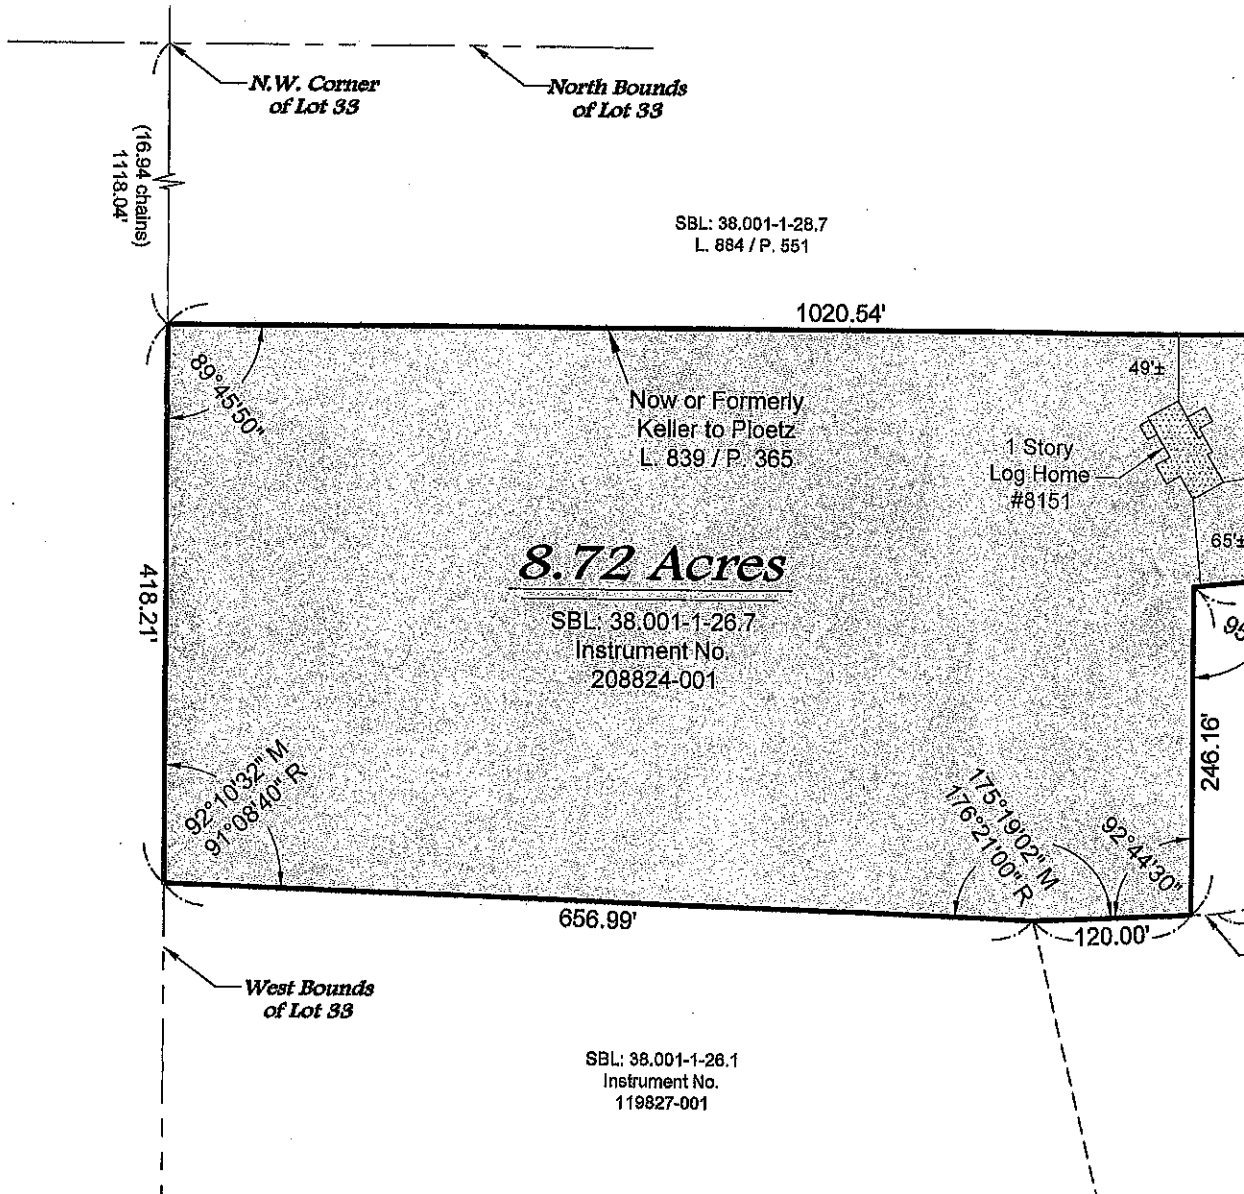 N.W. Corner
of Lot 33
North Bounds
of Lot 33
(16.94 chains)
1118.04'
SBL: 38.001-1-28.7
L. 884 / P. 551
1020.54'
89°45'50"
49'±
Now or Formerly
Keller to Ploetz
L. 839 / P. 365
1 Story
Log Home
#8151
65'±
8.72 Acres
SBL: 38.001-1-26.7
Instrument No.
208824-001
418.21'
95
246.16'
92°10'32" M
91°08'40" R
175°19'02" M
176°21'00" R
92°44'30"
656.99'
120.00'
West Bounds
of Lot 33
SBL: 38.001-1-26.1
Instrument No.
119827-001